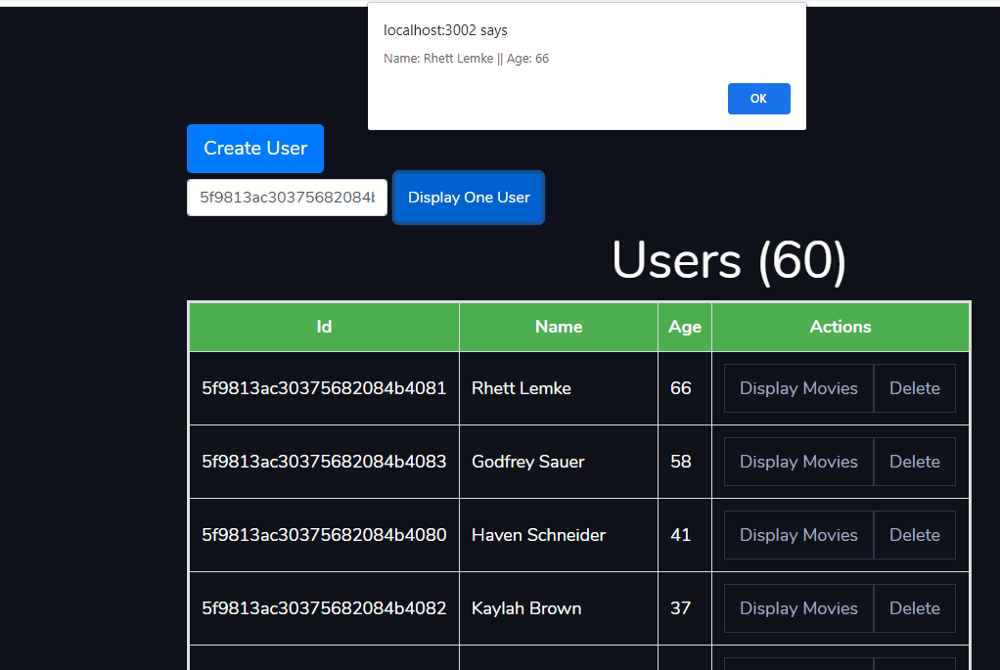 localhost:3002 says
Name: Rhett Lemke || Age: 66
OK
Create User
5f9813ac30375682084b Display One User
Users (60)
Id Name Age Actions
5f9813ac30375682084b4081 Rhett Lemke 66 Display Movies Delete
5f9813ac30375682084b4083 Godfrey Sauer 58 Display Movies Delete
5f9813ac30375682084b4080 Haven Schneider 41 Display Movies Delete
5f9813ac30375682084b4082 Kaylah Brown 37 Display Movies Delete